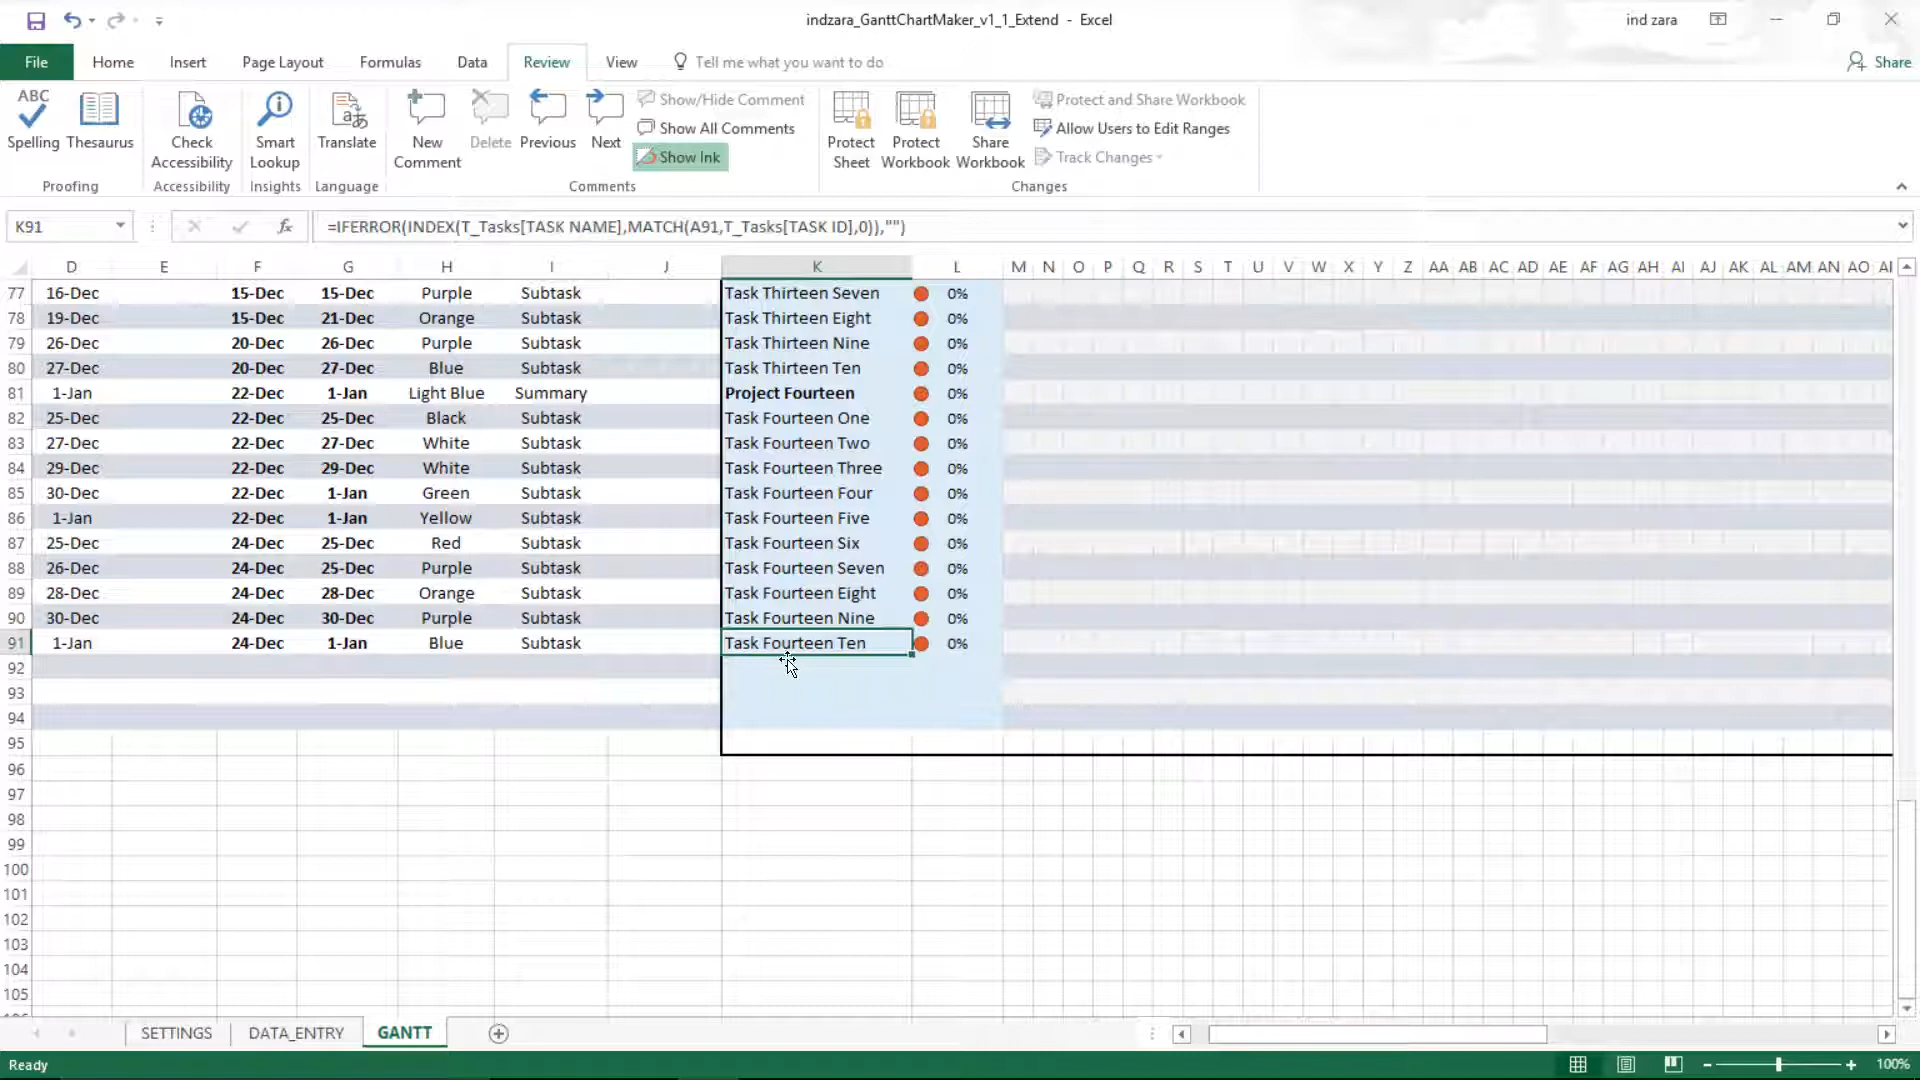 indzara_GanttChartMaker_v1_1_Extend - Excel
ind zara
File Home Insert Page Layout Formulas Data Review View Tell me what you want to do
Share
ABC
Spelling Thesaurus
Proofing
Check Accessibility
Accessibility
Smart Lookup
Insights
Translate
Language
New Comment
Delete Previous Next
Show/Hide Comment
Show All Comments
Show Ink
Comments
Protect Sheet
Protect Workbook
Share Workbook
Protect and Share Workbook
Allow Users to Edit Ranges
Track Changes
Changes
K91 fx =IFERROR(INDEX(T_Tasks[TASK NAME],MATCH(A91,T_Tasks[TASK ID],0)),"")
D E F G H I J K L M N O P Q R S T U V W X Y Z AA AB AC AD AE AF AG AH AI AJ AK AL AM AN AO
77 16-Dec 15-Dec 15-Dec Purple Subtask Task Thirteen Seven 0%
78 19-Dec 15-Dec 21-Dec Orange Subtask Task Thirteen Eight 0%
79 26-Dec 20-Dec 26-Dec Purple Subtask Task Thirteen Nine 0%
80 27-Dec 20-Dec 27-Dec Blue Subtask Task Thirteen Ten 0%
81 1-Jan 22-Dec 1-Jan Light Blue Summary Project Fourteen 0%
82 25-Dec 22-Dec 25-Dec Black Subtask Task Fourteen One 0%
83 27-Dec 22-Dec 27-Dec White Subtask Task Fourteen Two 0%
84 29-Dec 22-Dec 29-Dec White Subtask Task Fourteen Three 0%
85 30-Dec 22-Dec 1-Jan Green Subtask Task Fourteen Four 0%
86 1-Jan 22-Dec 1-Jan Yellow Subtask Task Fourteen Five 0%
87 25-Dec 24-Dec 25-Dec Red Subtask Task Fourteen Six 0%
88 26-Dec 24-Dec 25-Dec Purple Subtask Task Fourteen Seven 0%
89 28-Dec 24-Dec 28-Dec Orange Subtask Task Fourteen Eight 0%
90 30-Dec 24-Dec 30-Dec Purple Subtask Task Fourteen Nine 0%
91 1-Jan 24-Dec 1-Jan Blue Subtask Task Fourteen Ten 0%
92
93
94
95
96
97
98
99
100
101
102
103
104
105
SETTINGS DATA_ENTRY GANTT
Ready
100%